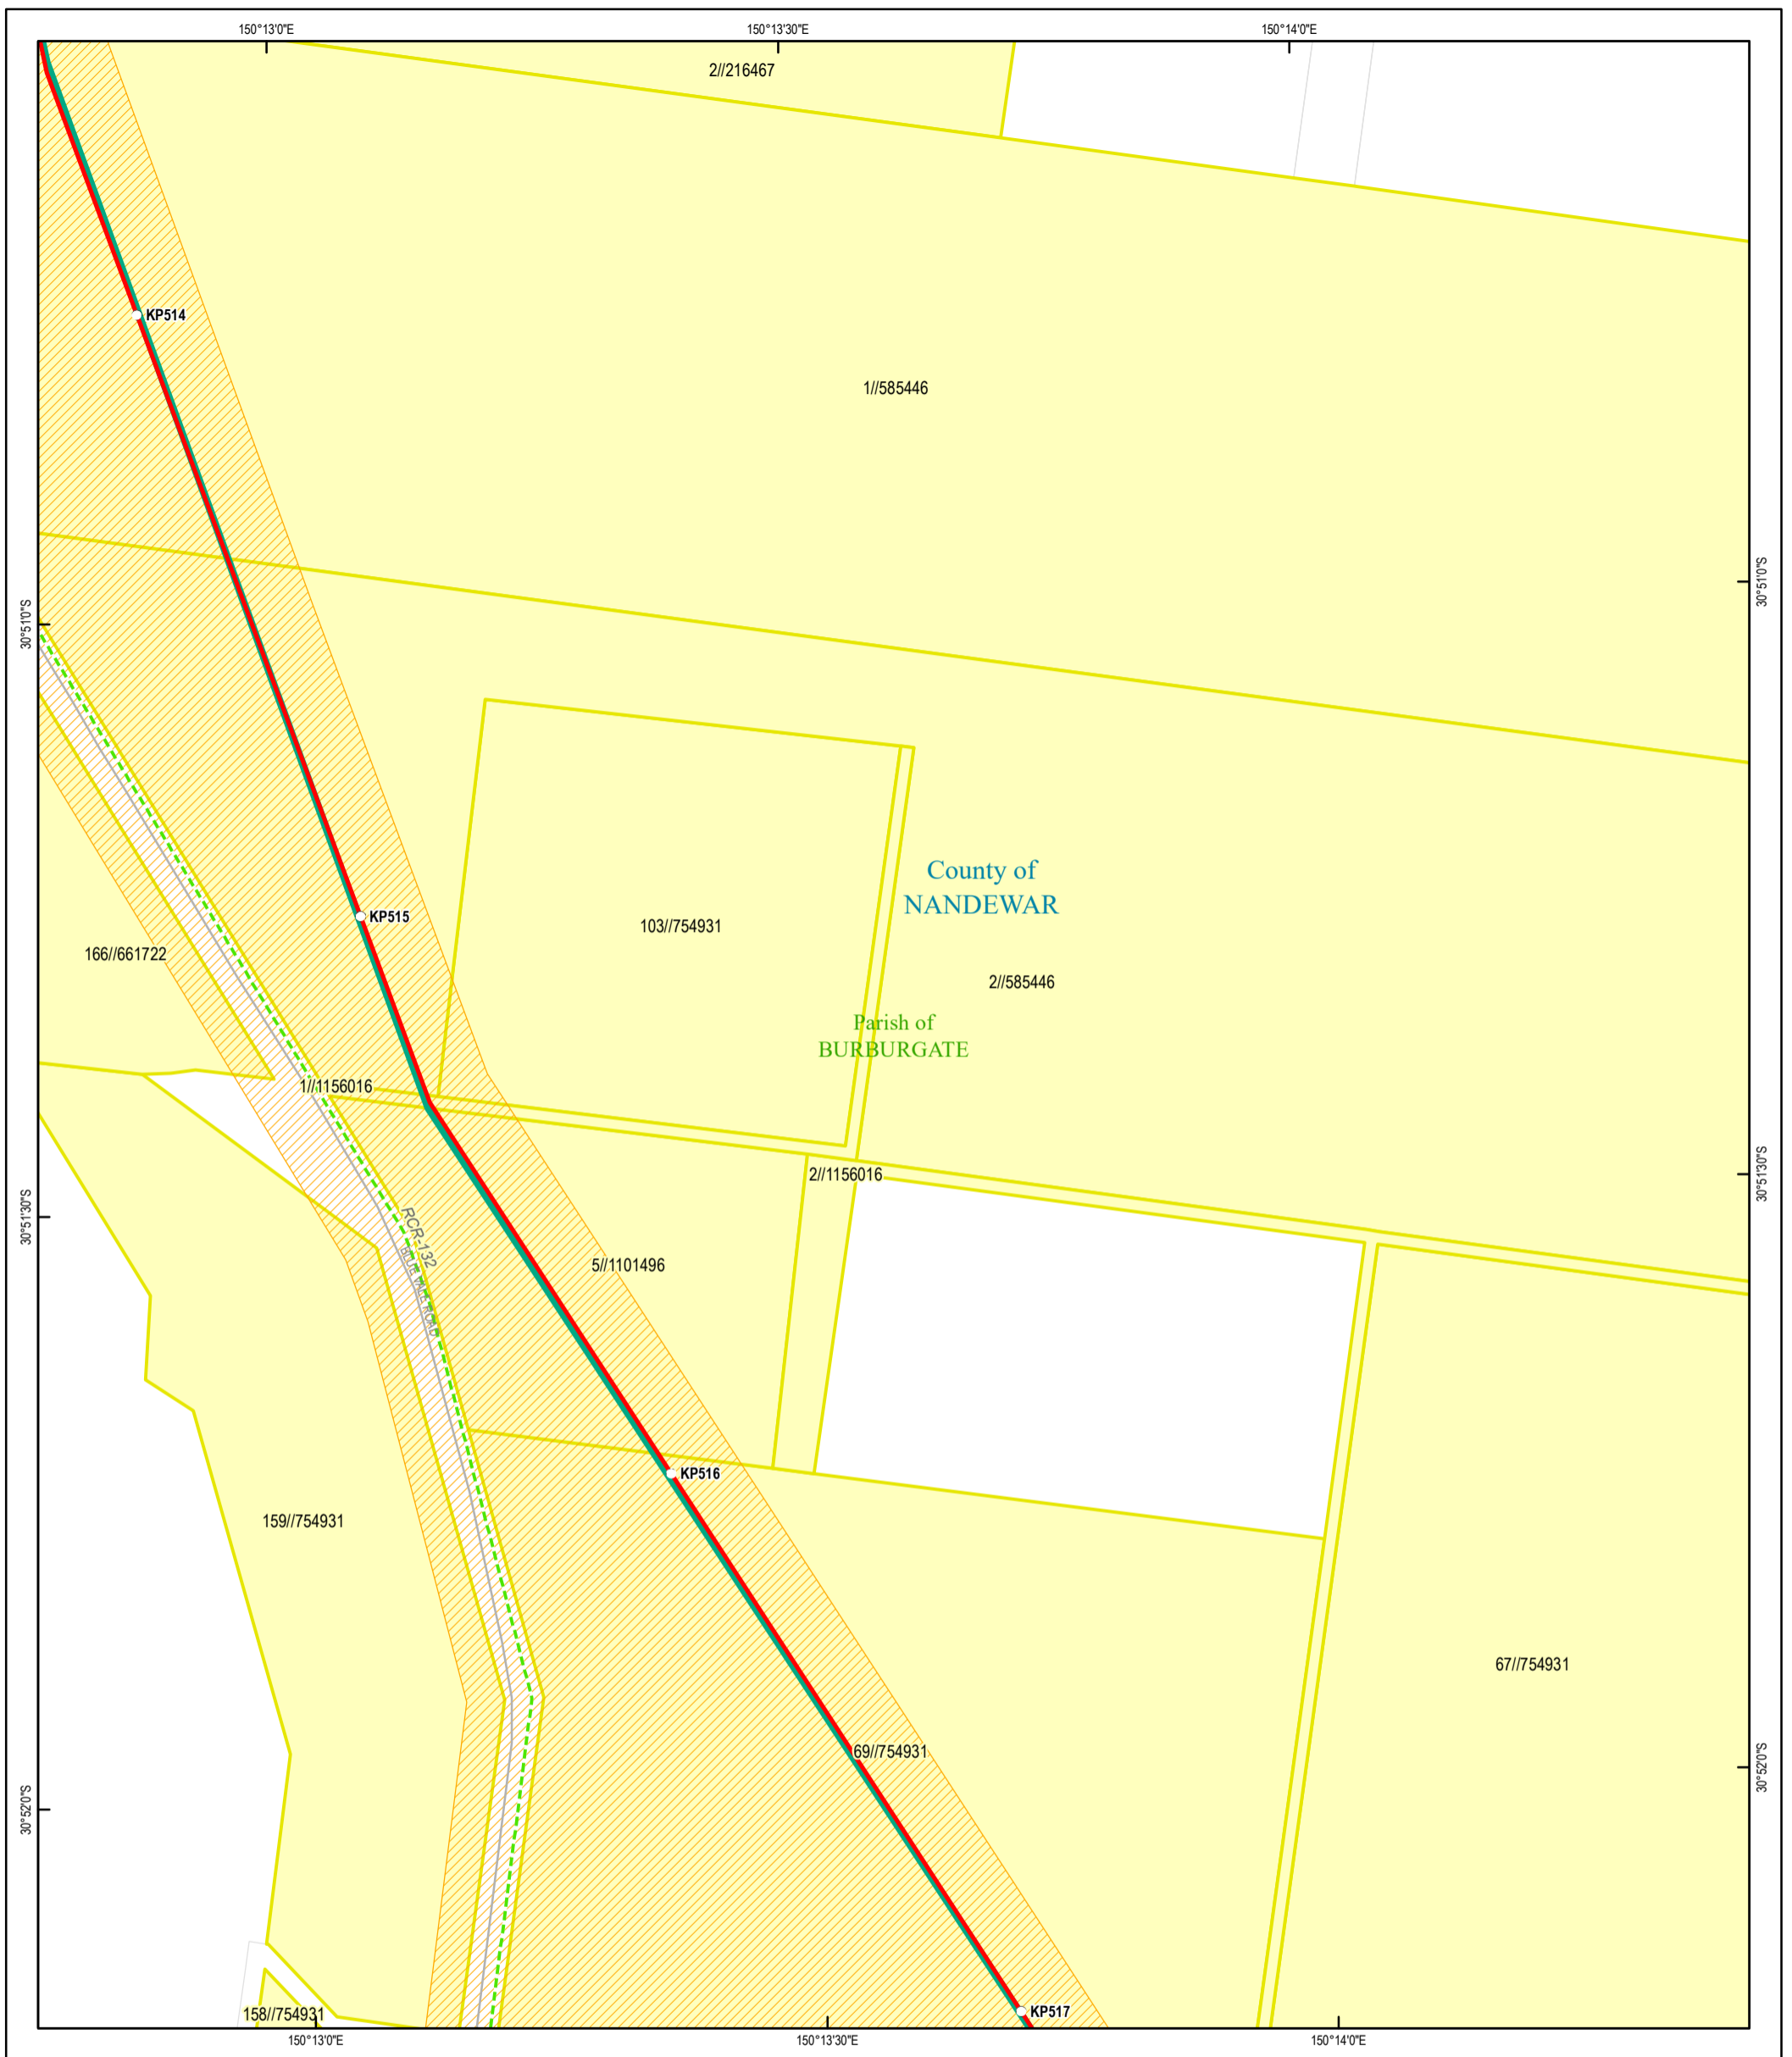 150°13'0"E
150°13'30"E
150°14'0"E
2//216467
KP514
1//585446
30°51'0"S
30°51'0"S
County of
NANDEWAR
KP515
103//754931
166//661722
2//585446
Parish of
BURBURGATE
1//1156016
2//1156016
30°51'30"S
30°51'30"S
RCR-132
BLUE VALE ROAD
5//1101496
KP516
159//754931
67//754931
69//754931
30°52'0"S
30°52'0"S
158//754931
KP517
150°13'0"E
150°13'30"E
150°14'0"E